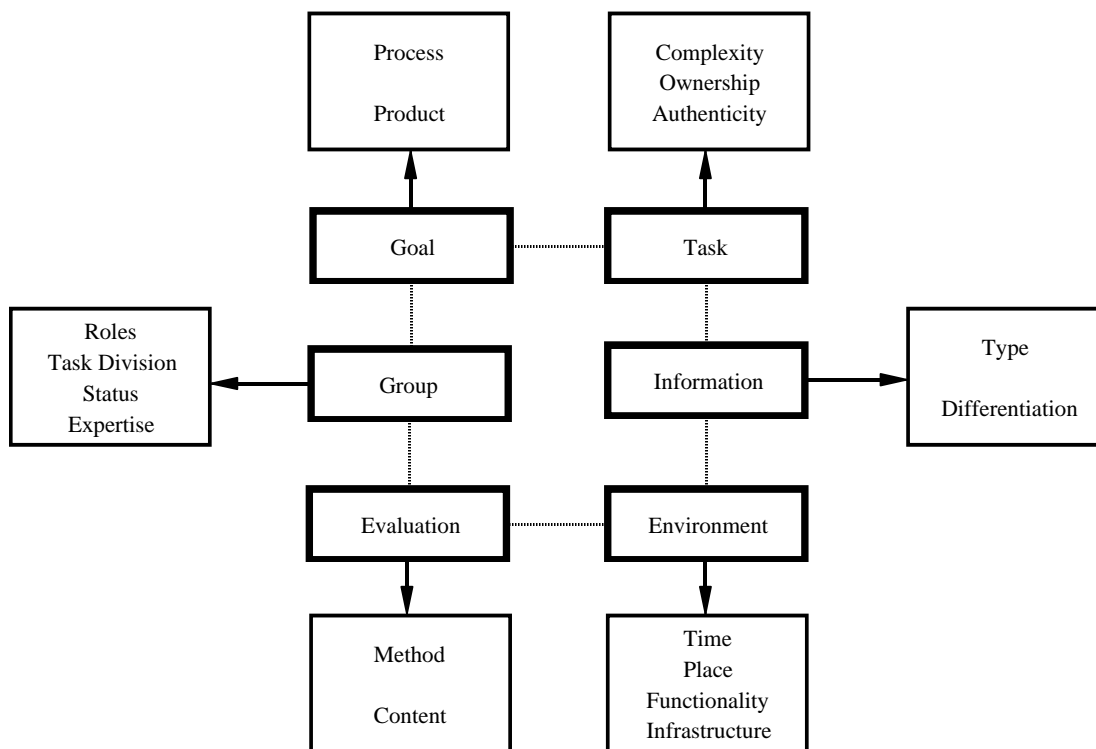 Process
Product
Complexity
Ownership
Authenticity
Goal
Task
Roles
Task Division
Status
Expertise
Group
Information
Type
Differentiation
Evaluation
Environment
Method
Content
Time
Place
Functionality
Infrastructure